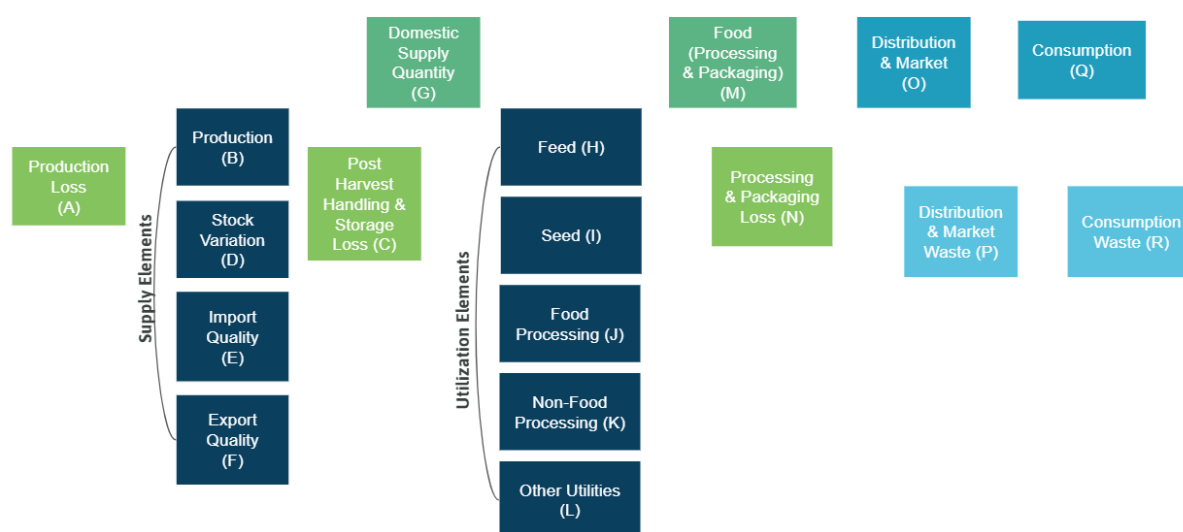 Production
Loss
(A)
Supply Elements
Production
(B)
Stock
Variation
(D)
Import
Quality
(E)
Export
Quality
(F)
Post
Harvest
Handling &
Storage
Loss (C)
Domestic
Supply
Quantity
(G)
Utilization Elements
Feed (H)
Seed (I)
Food
Processing (J)
Non-Food
Processing (K)
Other Utilities
(L)
Food
(Processing
& Packaging)
(M)
Processing
& Packaging
Loss (N)
Distribution
& Market
(O)
Distribution
& Market
Waste (P)
Consumption
(Q)
Consumption
Waste (R)